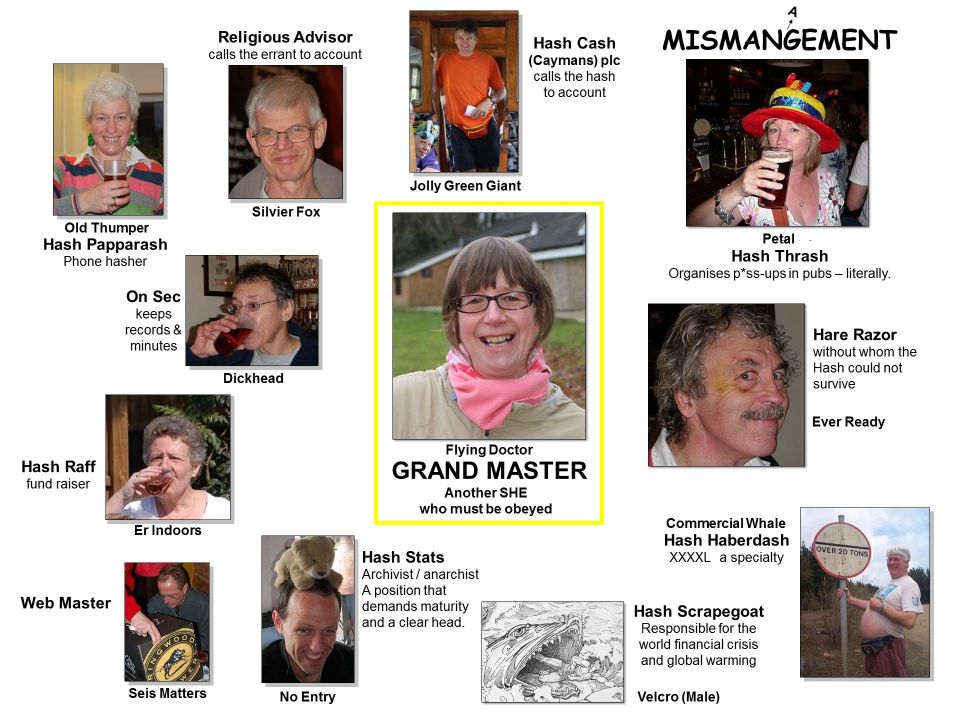 A
MISMANGEMENT
Religious Advisor
calls the errant to account
Silvier Fox
Hash Cash
(Caymans) plc
calls the hash
to account
Jolly Green Giant
Old Thumper
Hash Papparash
Phone hasher
Petal
Hash Thrash
Organises p*ss-ups in pubs – literally.
On Sec
keeps
records &
minutes
Dickhead
Flying Doctor
GRAND MASTER
Another SHE
who must be obeyed
Hare Razor
without whom the
Hash could not
survive
Ever Ready
Hash Raff
fund raiser
Er Indoors
Commercial Whale
Hash Haberdash
XXXXL a specialty
OVER 20 TONS
Web Master
RINGWOOD
Seis Matters
Hash Stats
Archivist / anarchist
A position that
demands maturity
and a clear head.
No Entry
Hash Scrapegoat
Responsible for the
world financial crisis
and global warming
Velcro (Male)